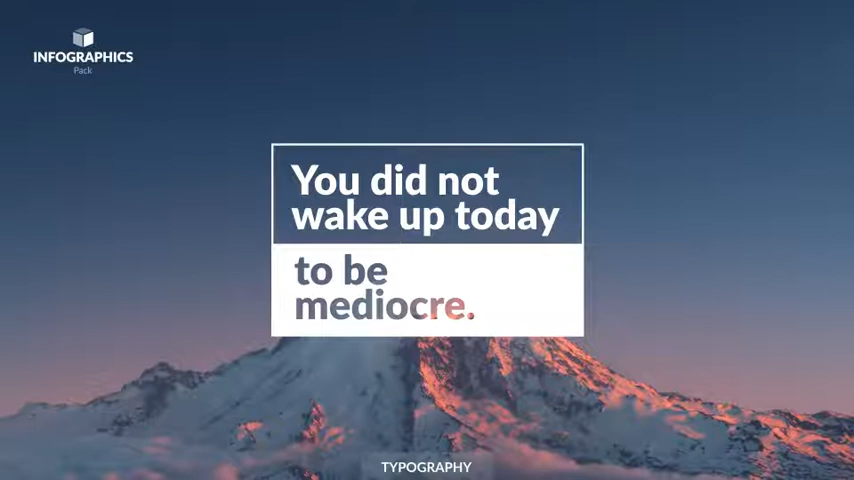 INFOGRAPHICS
Pack
You did not
wake up today
to be
mediocre.
TYPOGRAPHY